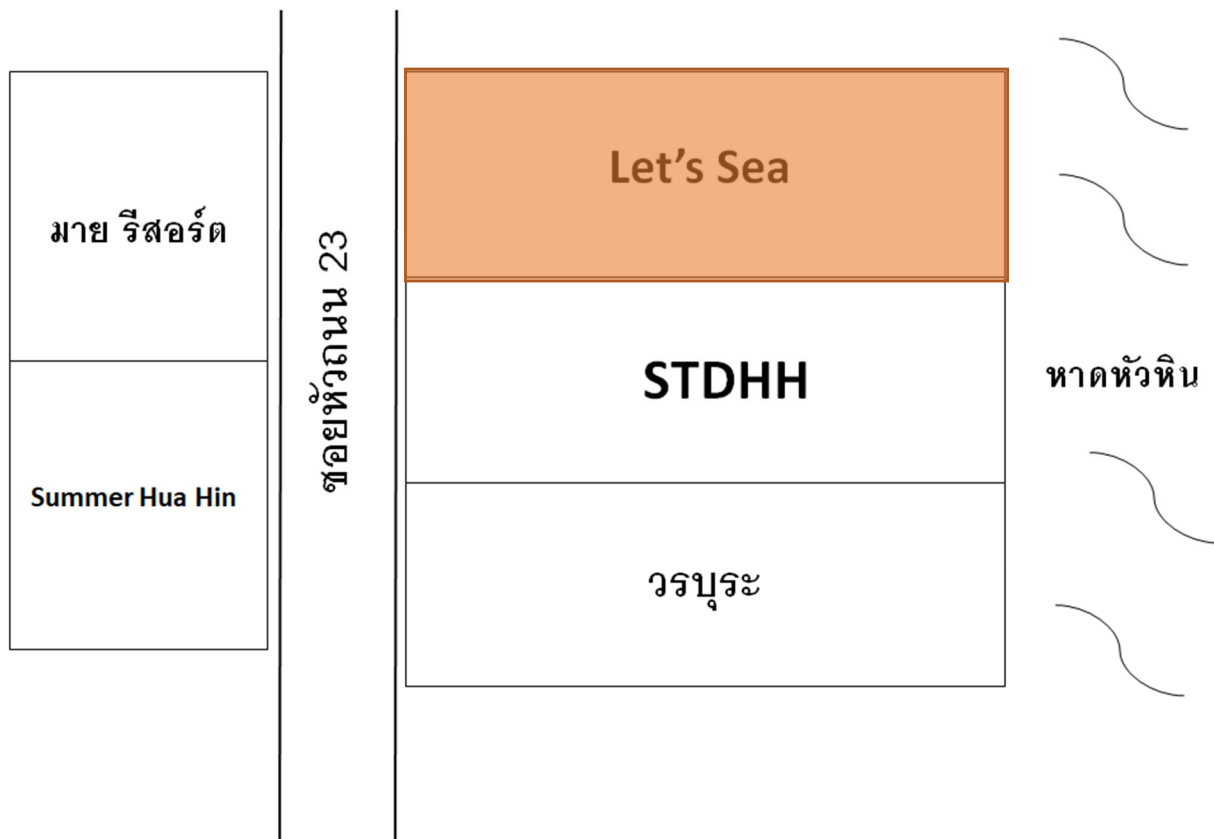 Let's Sea
มาย รีสอร์ต
ซอยหัวถนน 23
STDHH
หาดหัวหิน
Summer Hua Hin
วรบุระ